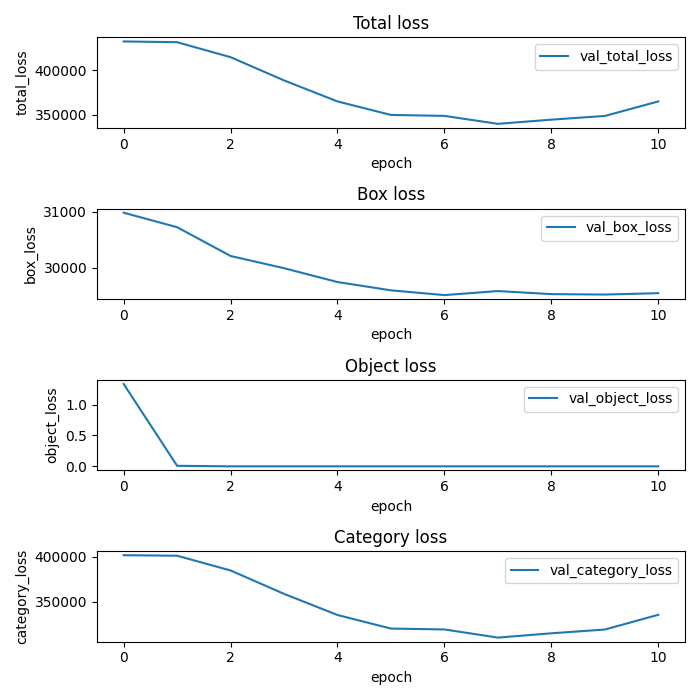 Total loss
total_loss
400000
350000
val_total_loss
0 2 4 6 8 10
epoch
Box loss
box_loss
31000
30000
val_box_loss
0 2 4 6 8 10
epoch
Object loss
object_loss
1.0
0.5
0.0
val_object_loss
0 2 4 6 8 10
epoch
Category loss
category_loss
400000
350000
val_category_loss
0 2 4 6 8 10
epoch